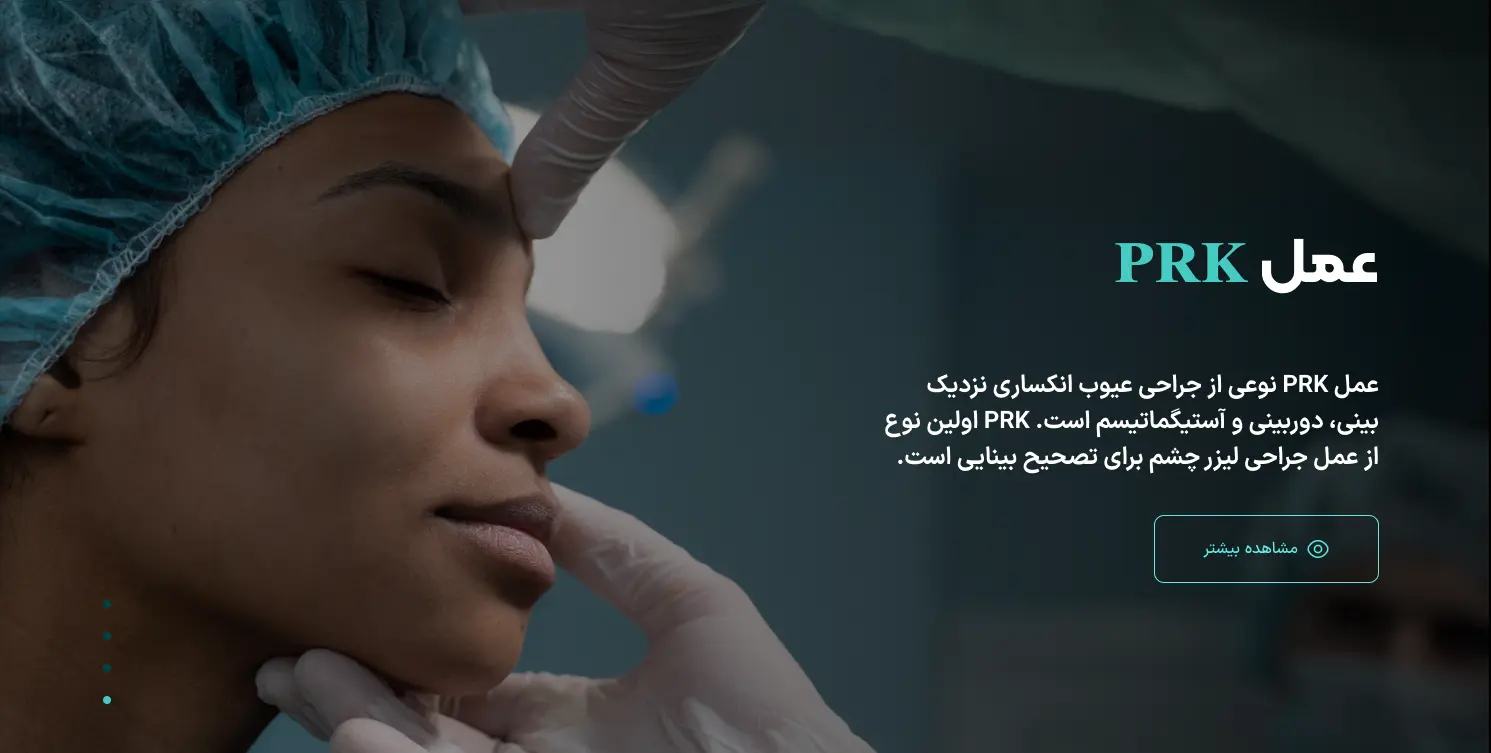 عمل PRK
عمل PRK نوعی از جراحی عیوب انکساری نزدیک
بینی، دوربینی و آستیگماتیسم است. PRK اولین نوع
از عمل جراحی لیزر چشم برای تصحیح بینایی است.
مشاهده بیشتر